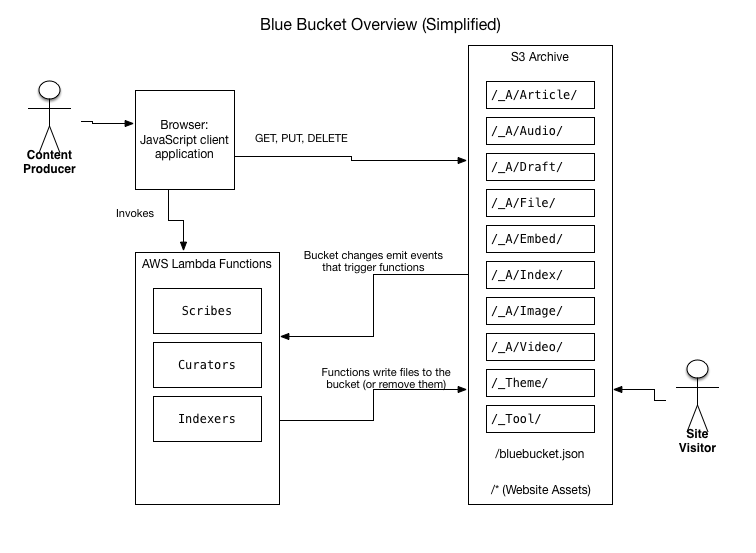 Blue Bucket Overview (Simplified)
S3 Archive
/_A/Article/
/_A/Audio/
/_A/Draft/
/_A/File/
/_A/Embed/
/_A/Index/
/_A/Image/
/_A/Video/
/_Theme/
/_Tool/
/bluebucket.json
/* (Website Assets)
Content
Producer
Browser:
JavaScript client
application
GET, PUT, DELETE
Invokes
AWS Lambda Functions
Scribes
Curators
Indexers
Bucket changes emit events
that trigger functions
Functions write files to the
bucket (or remove them)
Site
Visitor